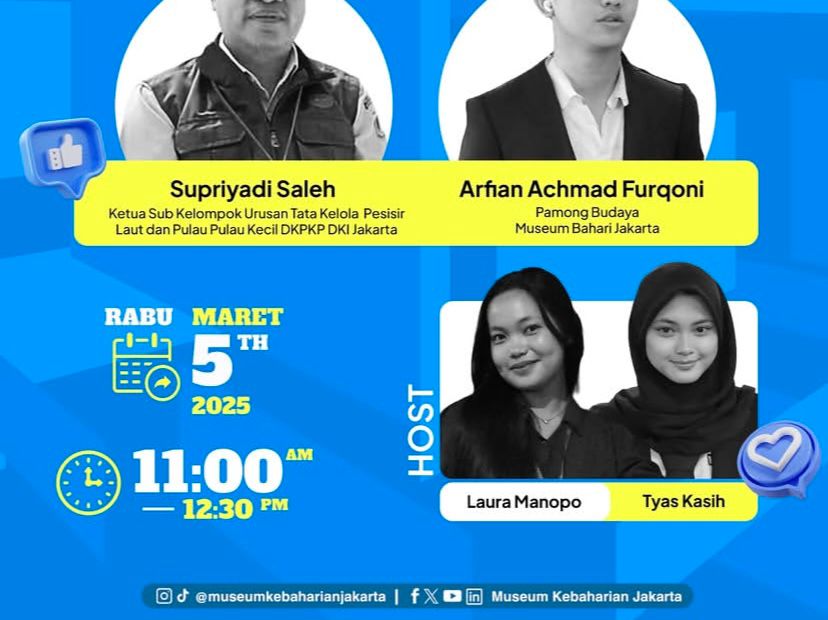 Supriyadi Saleh
Ketua Sub Kelompok Urusan Tata Kelola Pesisir
Laut dan Pulau Pulau Kecil DKPKP DKI Jakarta
Arfian Achmad Furqoni
Pamong Budaya
Museum Bahari Jakarta
RABU MARET
5TH
2025
11:00 AM
— 12:30 PM
HOST
Laura Manopo
Tyas Kasih
@museumkebaharianjakarta | Museum Kebaharian Jakarta